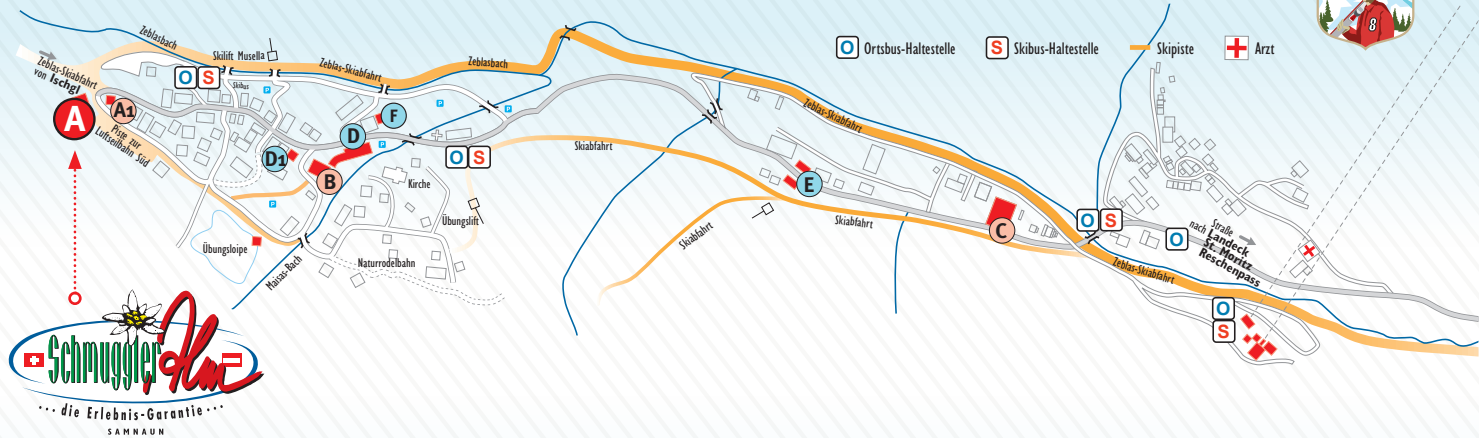 8
O Ortsbus-Haltestelle
S Skibus-Haltestelle
Skipiste
Arzt
Zeblasbach
Skilift Musella
Zeblas-Skiabfahrt
Zeblasbach
Zeblas-Skiabfahrt
von Ischgl
O S
Skibus
P
P
P
P
P
A
A1
Piste zur
Luftseilbahn Süd
F
D
D1
B
O S
Kirche
Übungslift
Übungsloipe
Maisas-Bach
Naturrodelbahn
Skiabfahrt
Skiabfahrt
Zeblas-Skiabfahrt
E
Skiabfahrt
C
O S
O
Straße
nach Landeck
St. Moritz
Reschenpass
Zeblas-Skiabfahrt
O
S
Schmuggler Alm
...die Erlebnis-Garantie...
SAMNAUN